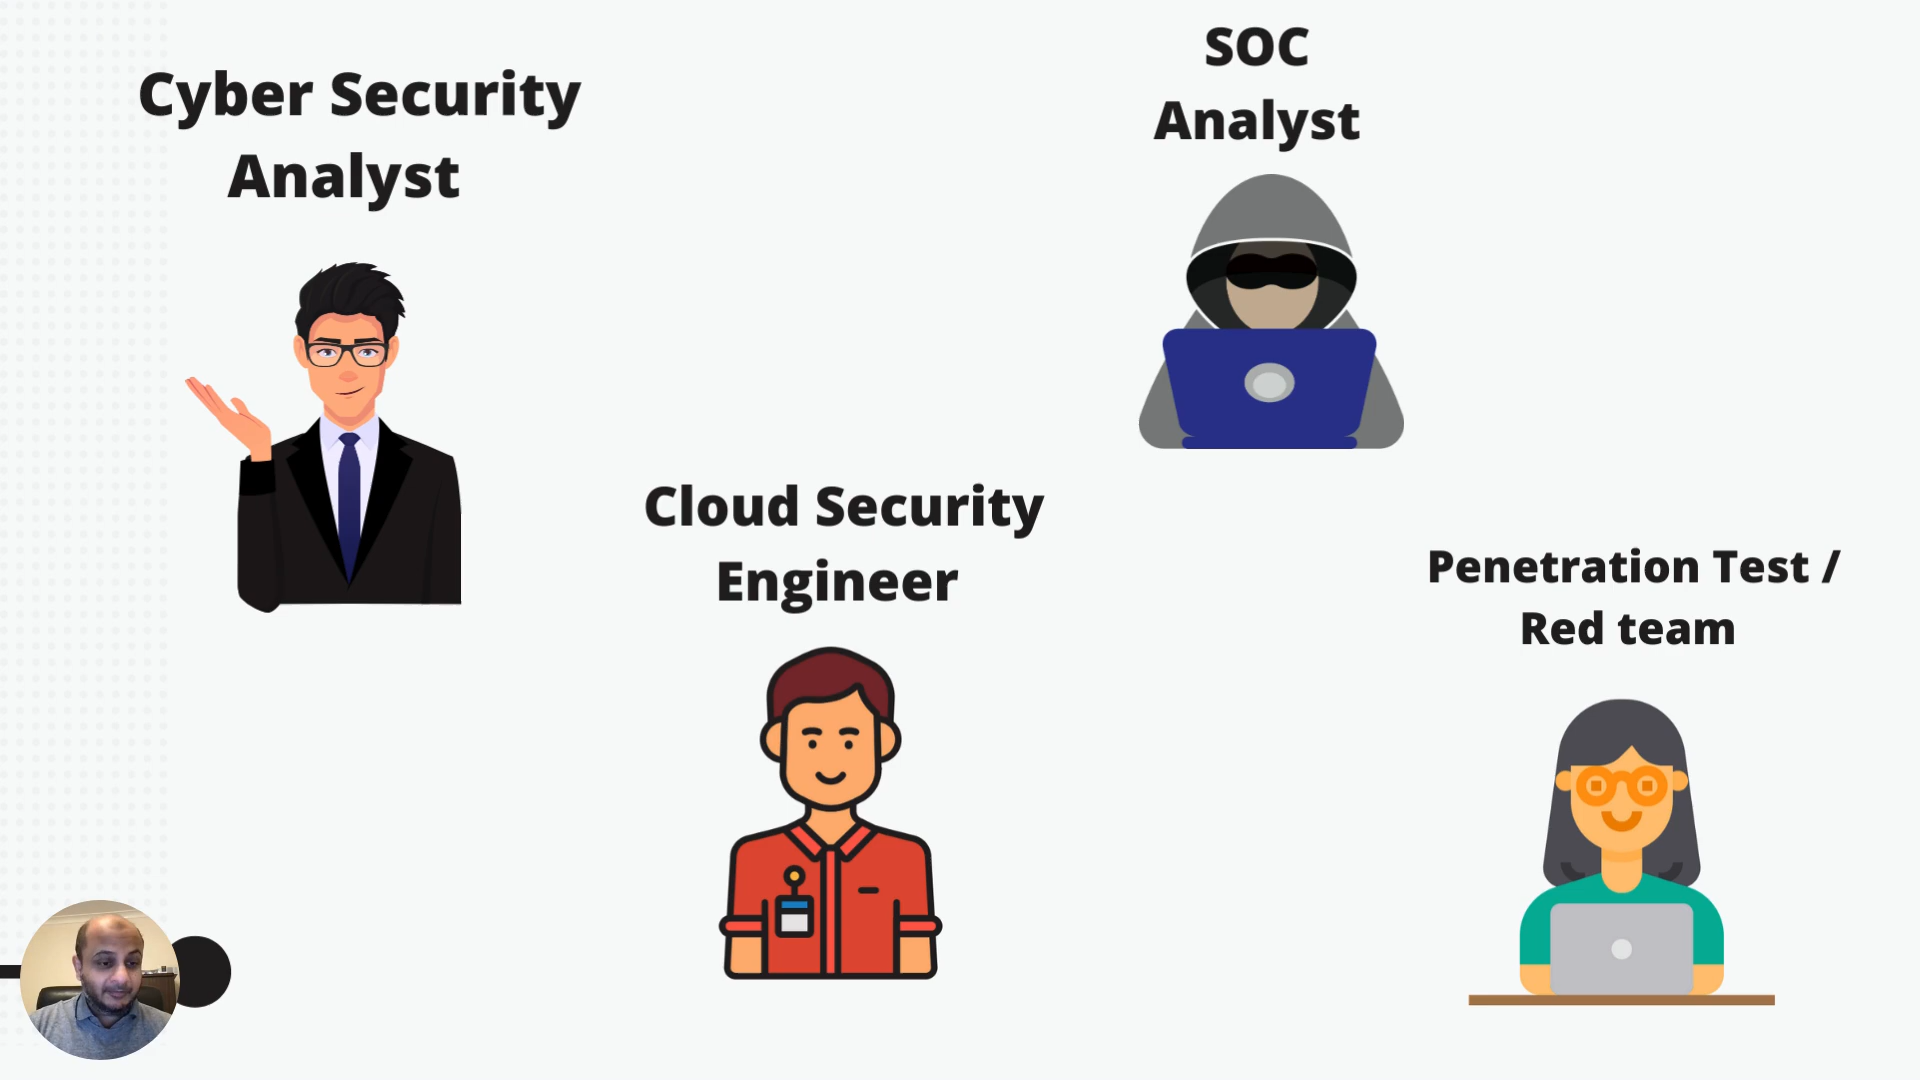 Cyber Security
Analyst
SOC
Analyst
Cloud Security
Engineer
Penetration Test /
Red team